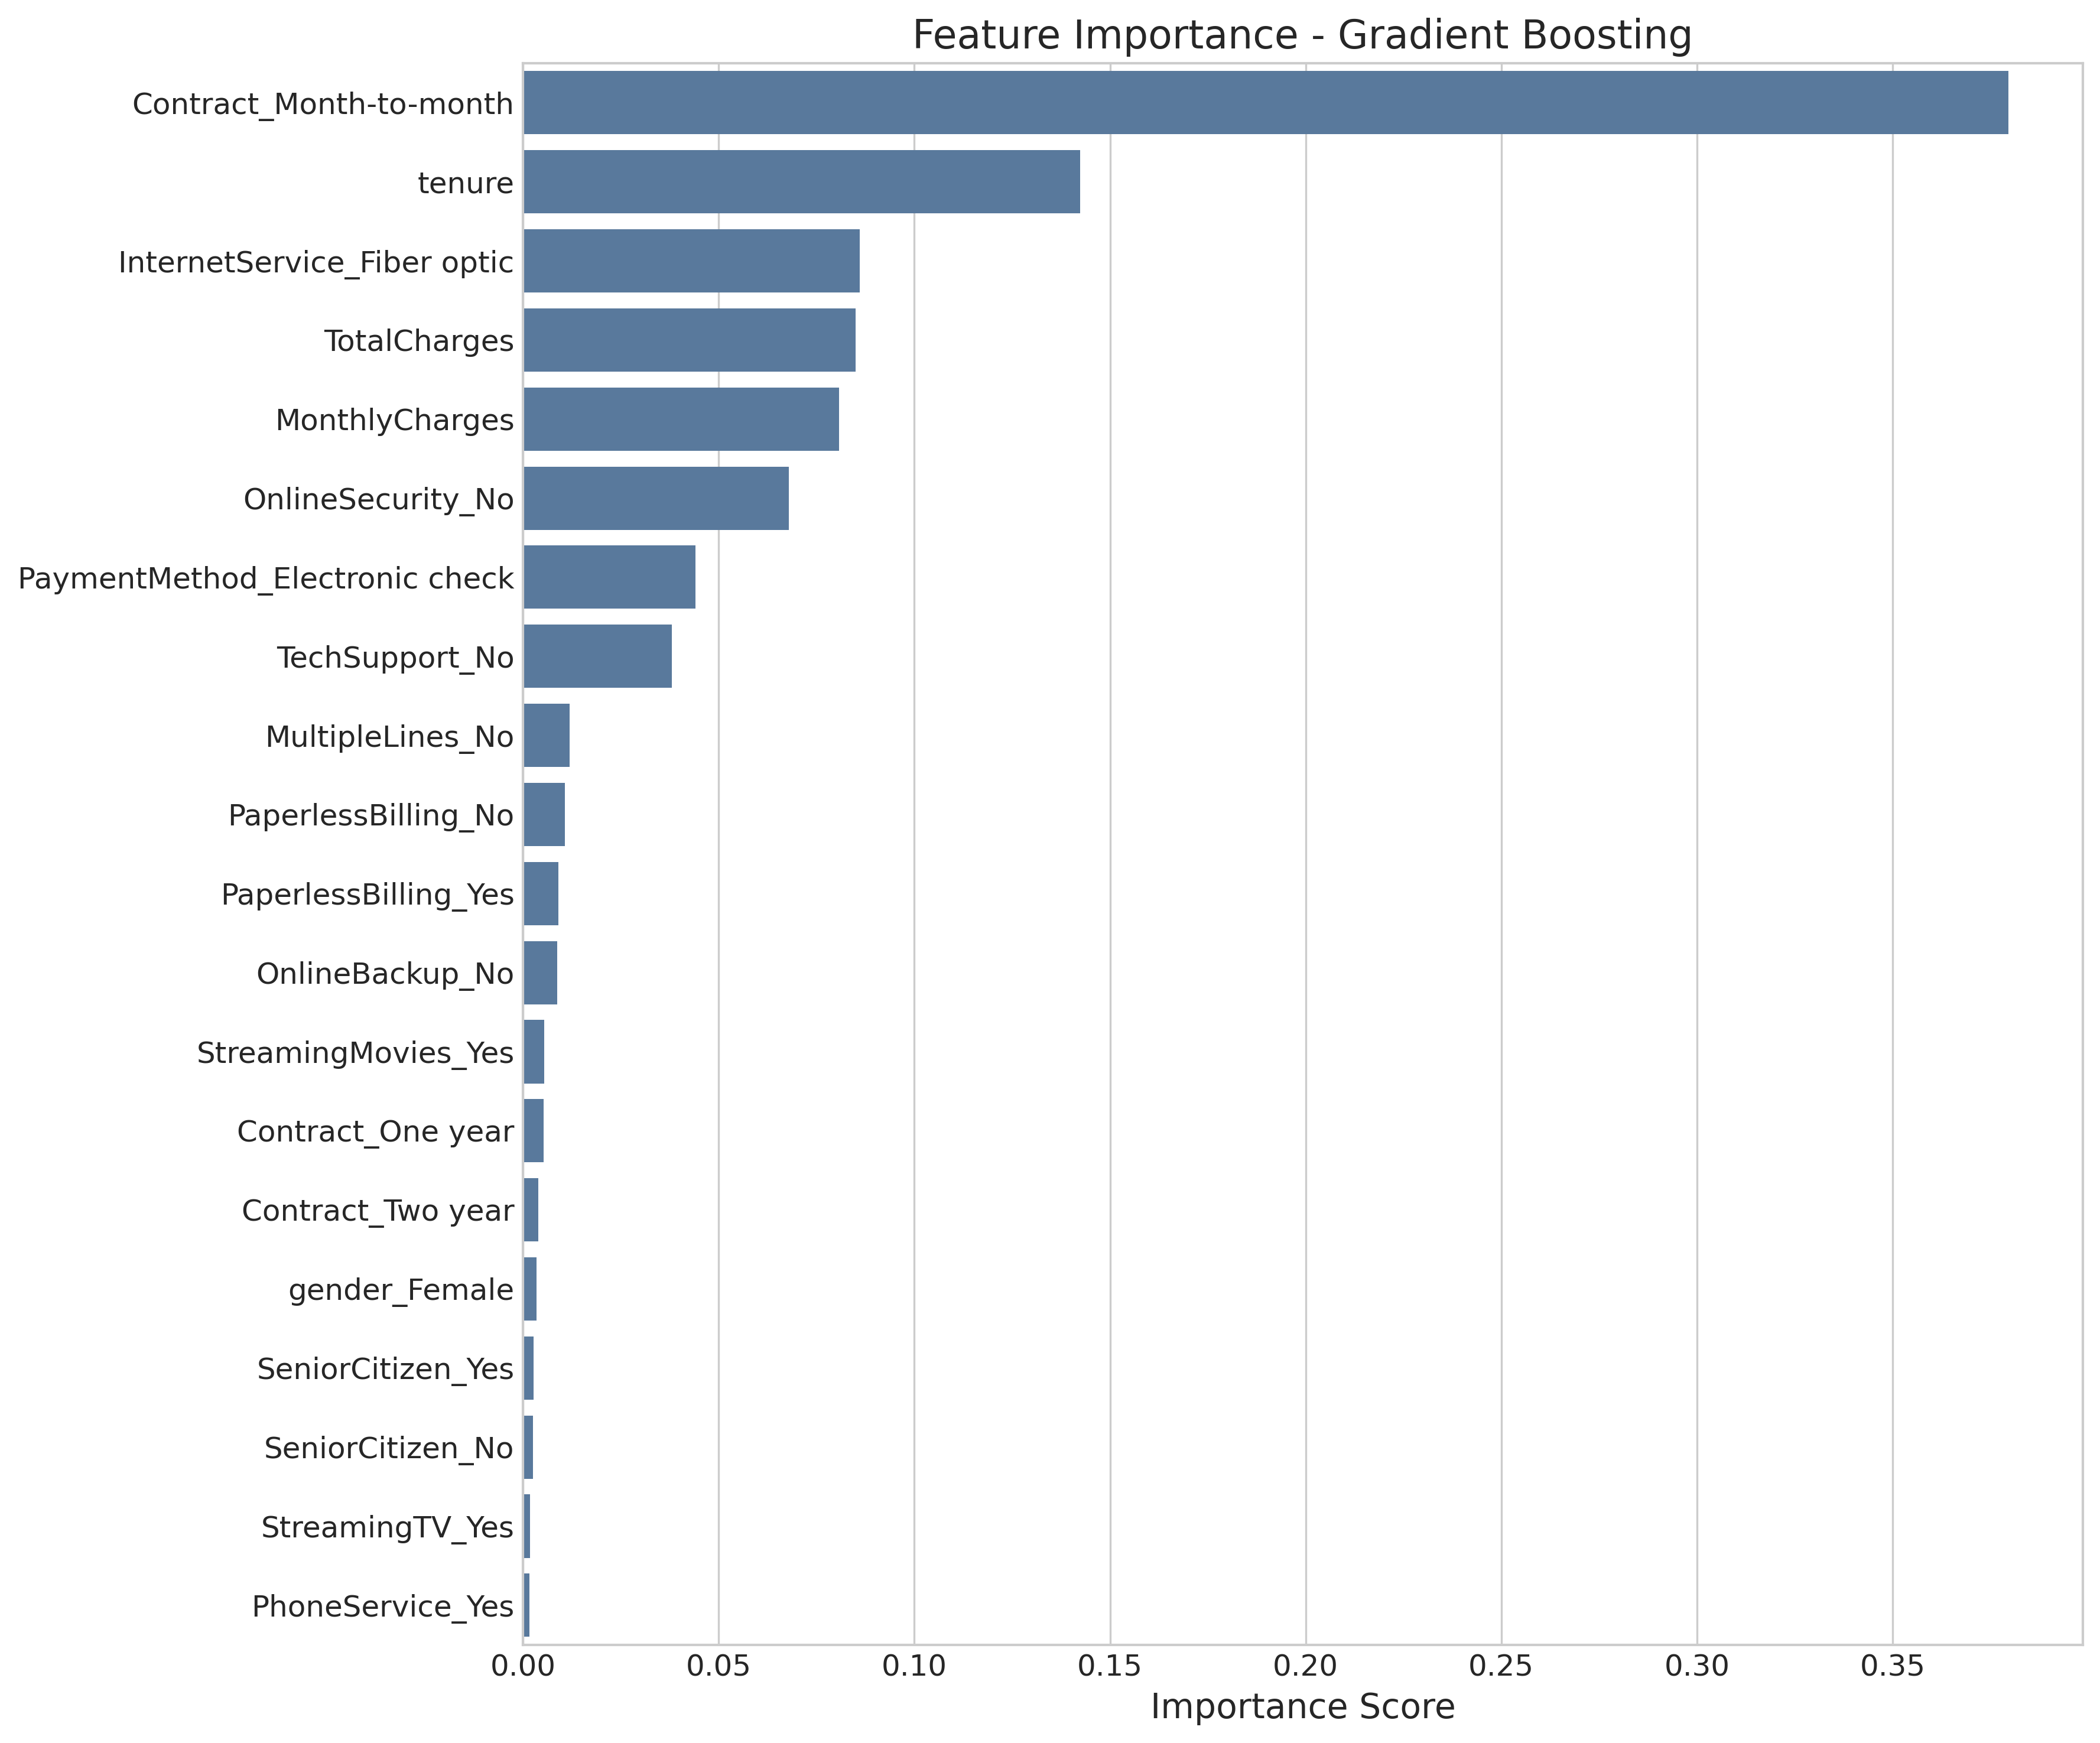 Feature Importance - Gradient Boosting
Contract_Month-to-month
tenure
InternetService_Fiber optic
TotalCharges
MonthlyCharges
OnlineSecurity_No
PaymentMethod_Electronic check
TechSupport_No
MultipleLines_No
PaperlessBilling_No
PaperlessBilling_Yes
OnlineBackup_No
StreamingMovies_Yes
Contract_One year
Contract_Two year
gender_Female
SeniorCitizen_Yes
SeniorCitizen_No
StreamingTV_Yes
PhoneService_Yes
0.00 0.05 0.10 0.15 0.20 0.25 0.30 0.35
Importance Score